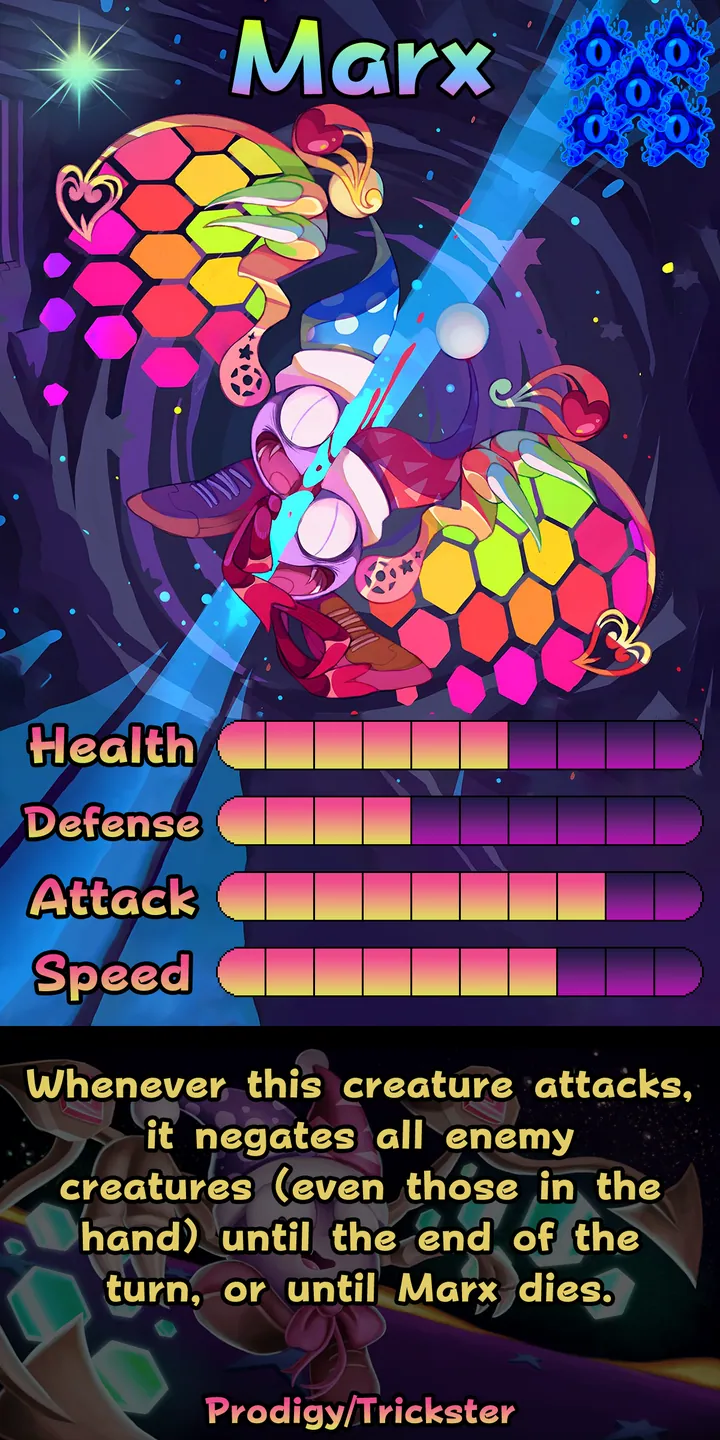 Marx
Health
Defense
Attack
Speed
Whenever this creature attacks,
it negates all enemy
creatures (even those in the
hand) until the end of the
turn, or until Marx dies.
Prodigy/Trickster